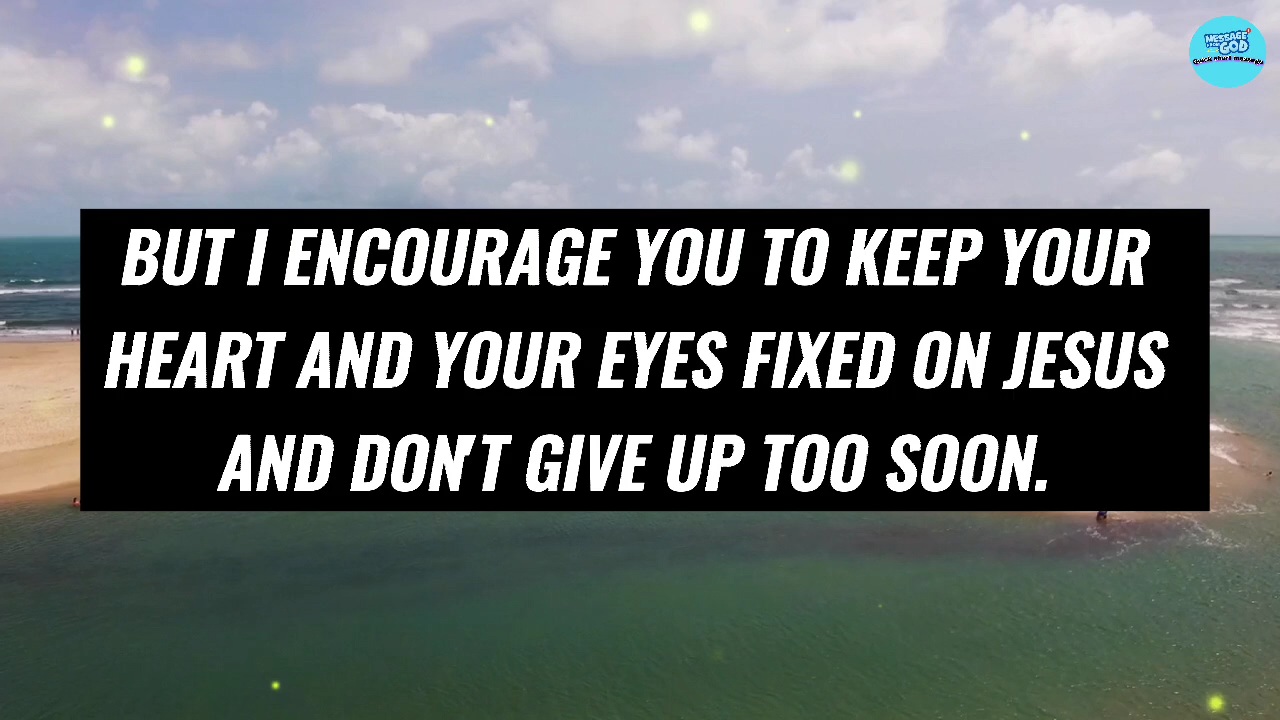 MESSAGE
GOD
BUT I ENCOURAGE YOU TO KEEP YOUR
HEART AND YOUR EYES FIXED ON JESUS
AND DON'T GIVE UP TOO SOON.